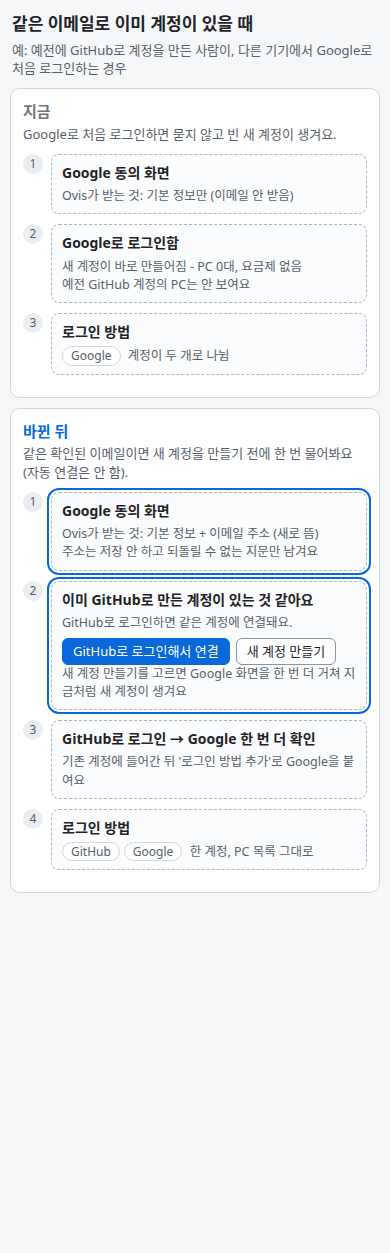 같은 이메일로 이미 계정이 있을 때
예: 예전에 GitHub로 계정을 만든 사람이, 다른 기기에서 Google로
처음 로그인하는 경우
지금
Google로 처음 로그인하면 묻지 않고 빈 새 계정이 생겨요.
1
Google 동의 화면
Ovis가 받는 것: 기본 정보만 (이메일 안 받음)
2
Google로 로그인함
새 계정이 바로 만들어짐 - PC 0대, 요금제 없음
예전 GitHub 계정의 PC는 안 보여요
3
로그인 방법
Google 계정이 두 개로 나뉨
바뀐 뒤
같은 확인된 이메일이면 새 계정을 만들기 전에 한 번 물어봐요
(자동 연결은 안 함).
1
Google 동의 화면
Ovis가 받는 것: 기본 정보 + 이메일 주소 (새로 뜸)
주소는 저장 안 하고 되돌릴 수 없는 지문만 남겨요
2
이미 GitHub로 만든 계정이 있는 것 같아요
GitHub로 로그인하면 같은 계정에 연결돼요.
GitHub로 로그인해서 연결 새 계정 만들기
새 계정 만들기를 고르면 Google 화면을 한 번 더 거쳐 지
금처럼 새 계정이 생겨요
3
GitHub로 로그인 → Google 한 번 더 확인
기존 계정에 들어간 뒤 '로그인 방법 추가'로 Google을 붙
여요
4
로그인 방법
GitHub Google 한 계정, PC 목록 그대로